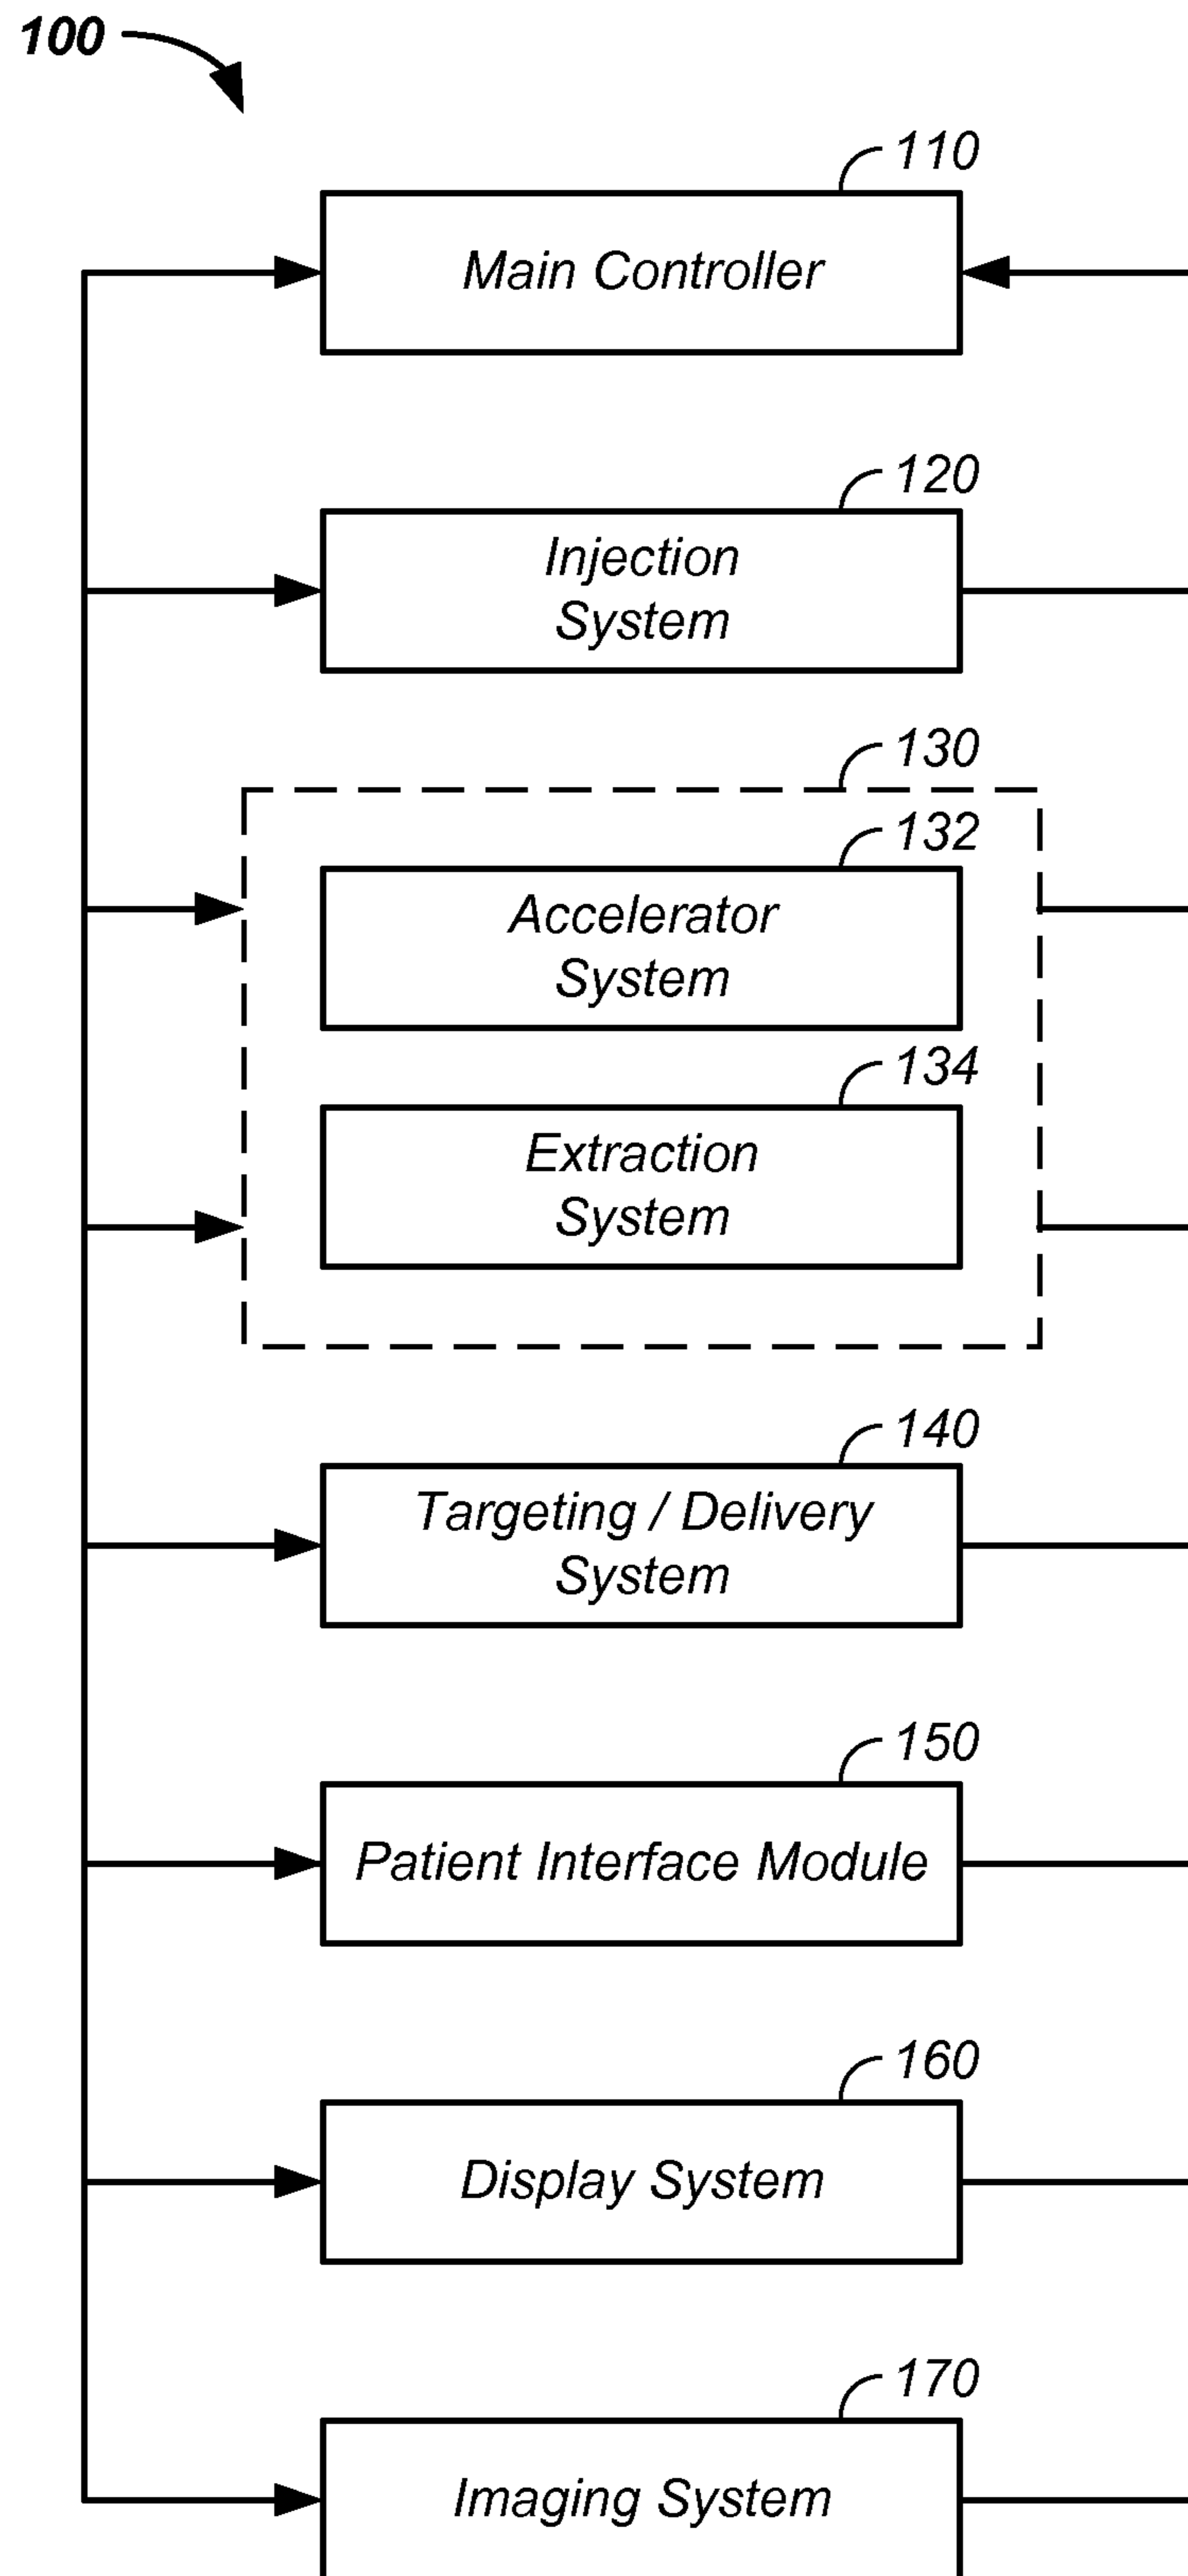 100
110
Main Controller
120
Injection
System
130
132
Accelerator
System
134
Extraction
System
140
Targeting / Delivery
System
150
Patient Interface Module
160
Display System
170
Imaging System